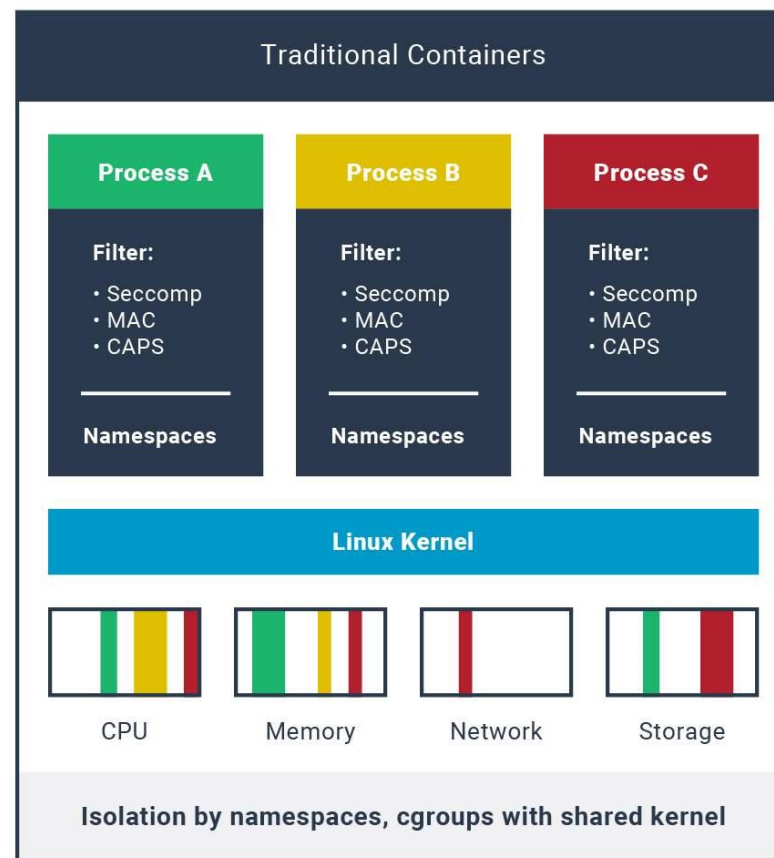 Traditional Containers
Process A
Filter:
• Seccomp
• MAC
• CAPS
Namespaces
Process B
Filter:
• Seccomp
• MAC
• CAPS
Namespaces
Process C
Filter:
• Seccomp
• MAC
• CAPS
Namespaces
Linux Kernel
CPU
Memory
Network
Storage
Isolation by namespaces, cgroups with shared kernel